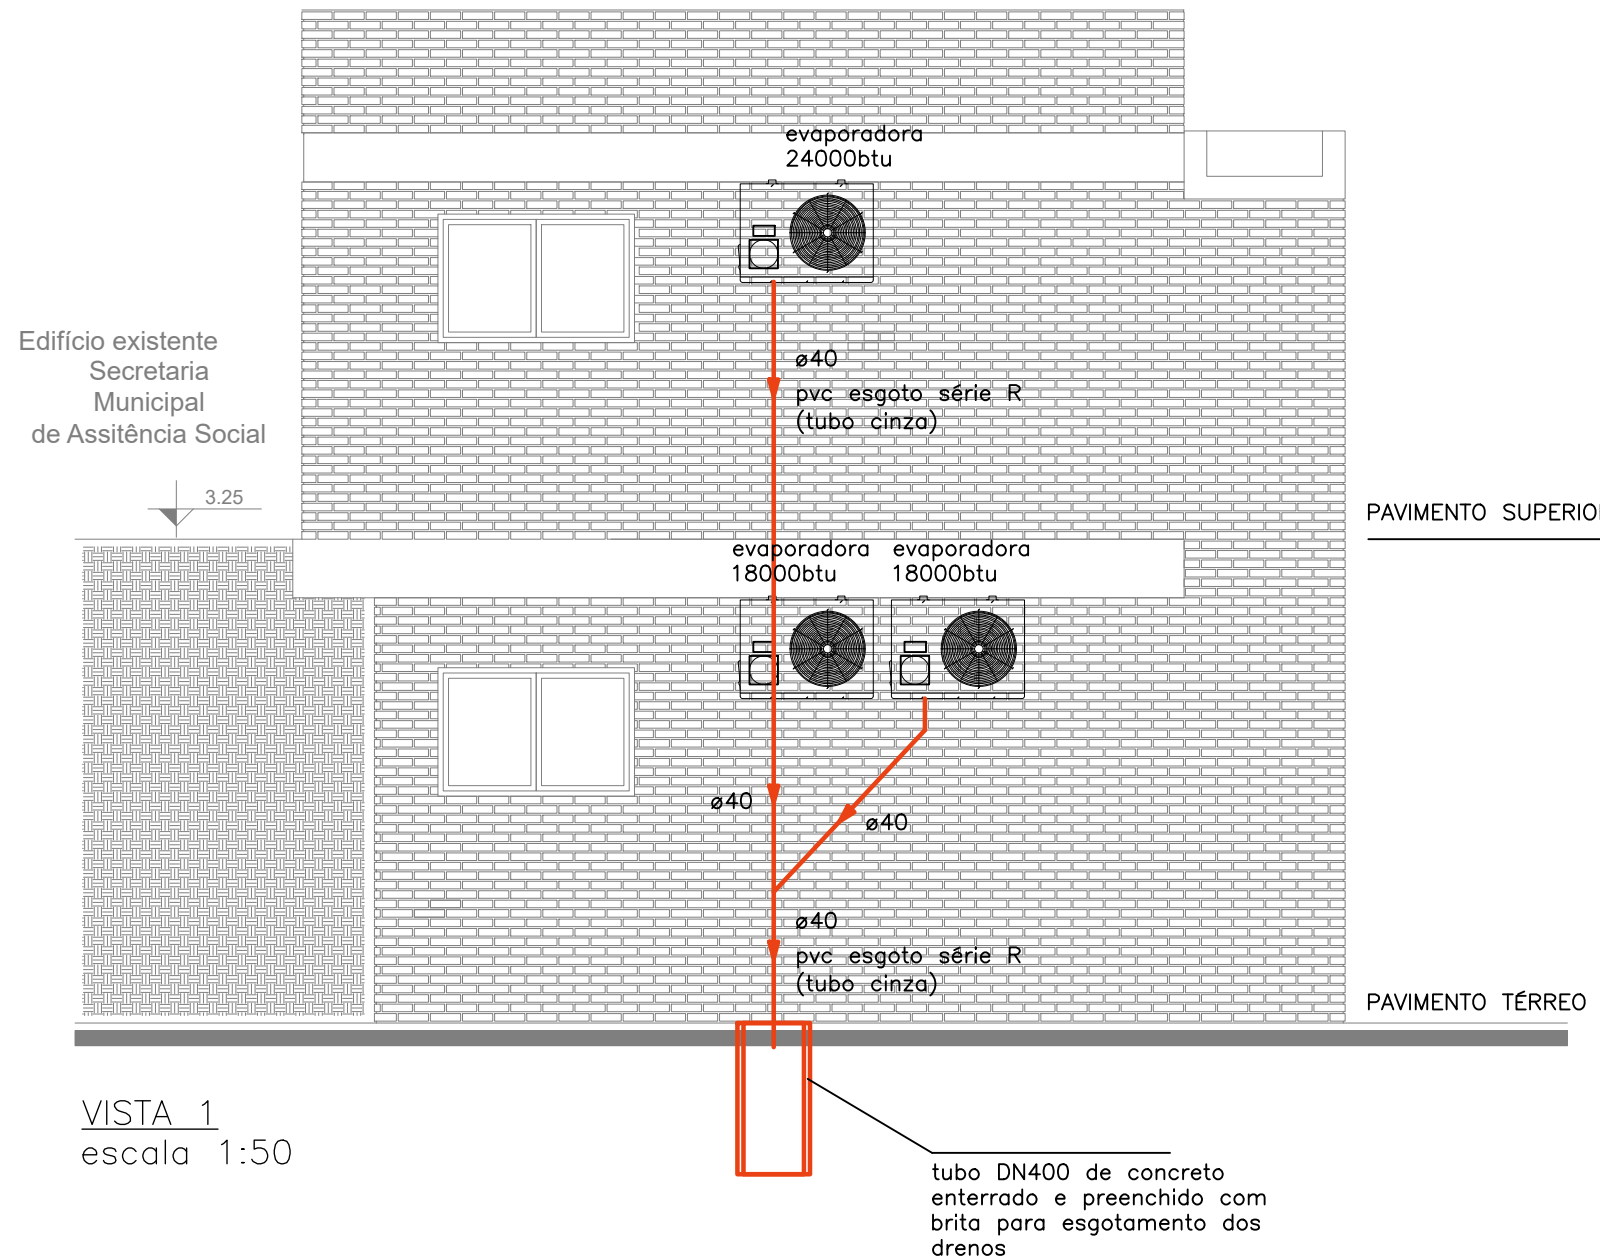 evaporadora
24000btu
Edifício existente
Secretaria
Municipal
de Assitência Social
ø40
pvc esgoto série R
(tubo cinza)
3.25
PAVIMENTO SUPERIOR
evaporadora
18000btu
evaporadora
18000btu
ø40
ø40
ø40
pvc esgoto série R
(tubo cinza)
PAVIMENTO TÉRREO
VISTA 1
escala 1:50
tubo DN400 de concreto
enterrado e preenchido com
brita para esgotamento dos
drenos